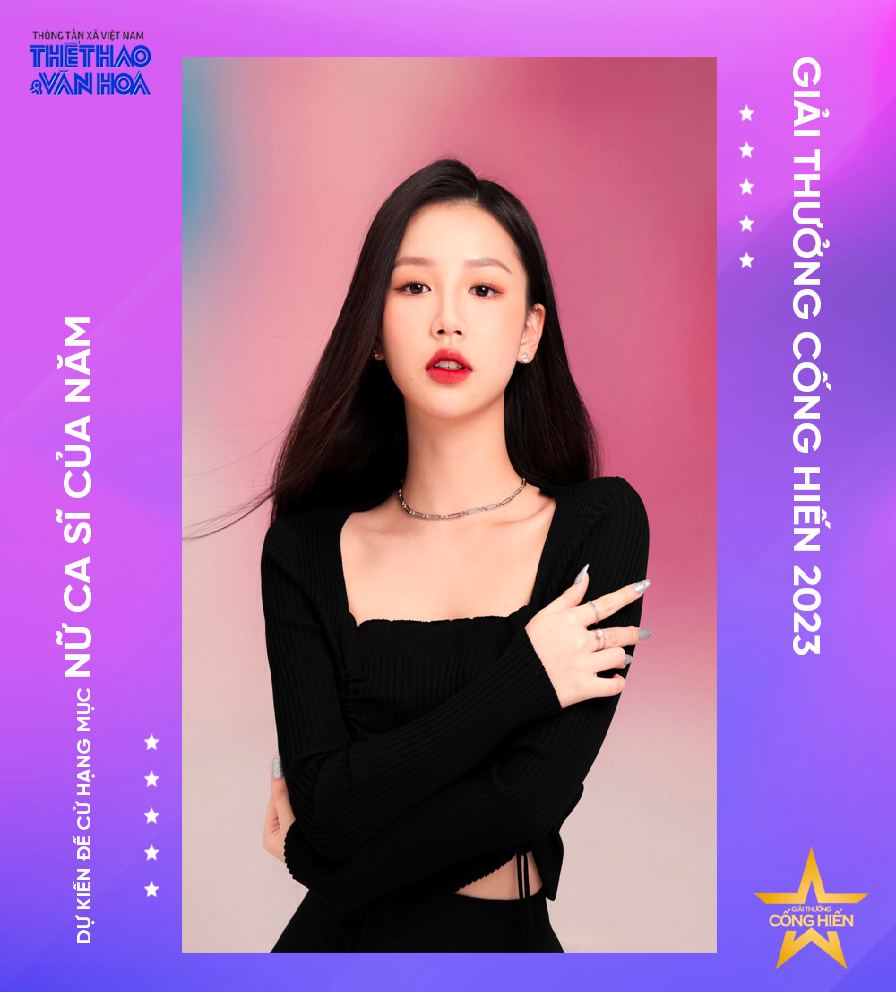 THÔNG TẤN XÃ VIỆT NAM
THỂ THAO
& VĂN HOÁ
GIẢI THƯỞNG CỐNG HIẾN 2023
DỰ KIẾN ĐỀ CỬ HẠNG MỤC NỮ CA SĨ CỦA NĂM
GIẢI THƯỞNG
CỐNG HIẾN